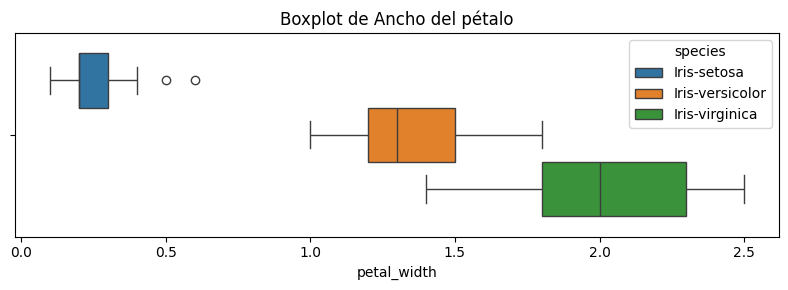 Boxplot de Ancho del pétalo
species
Iris-setosa
Iris-versicolor
Iris-virginica
0.0 0.5 1.0 1.5 2.0 2.5
petal_width